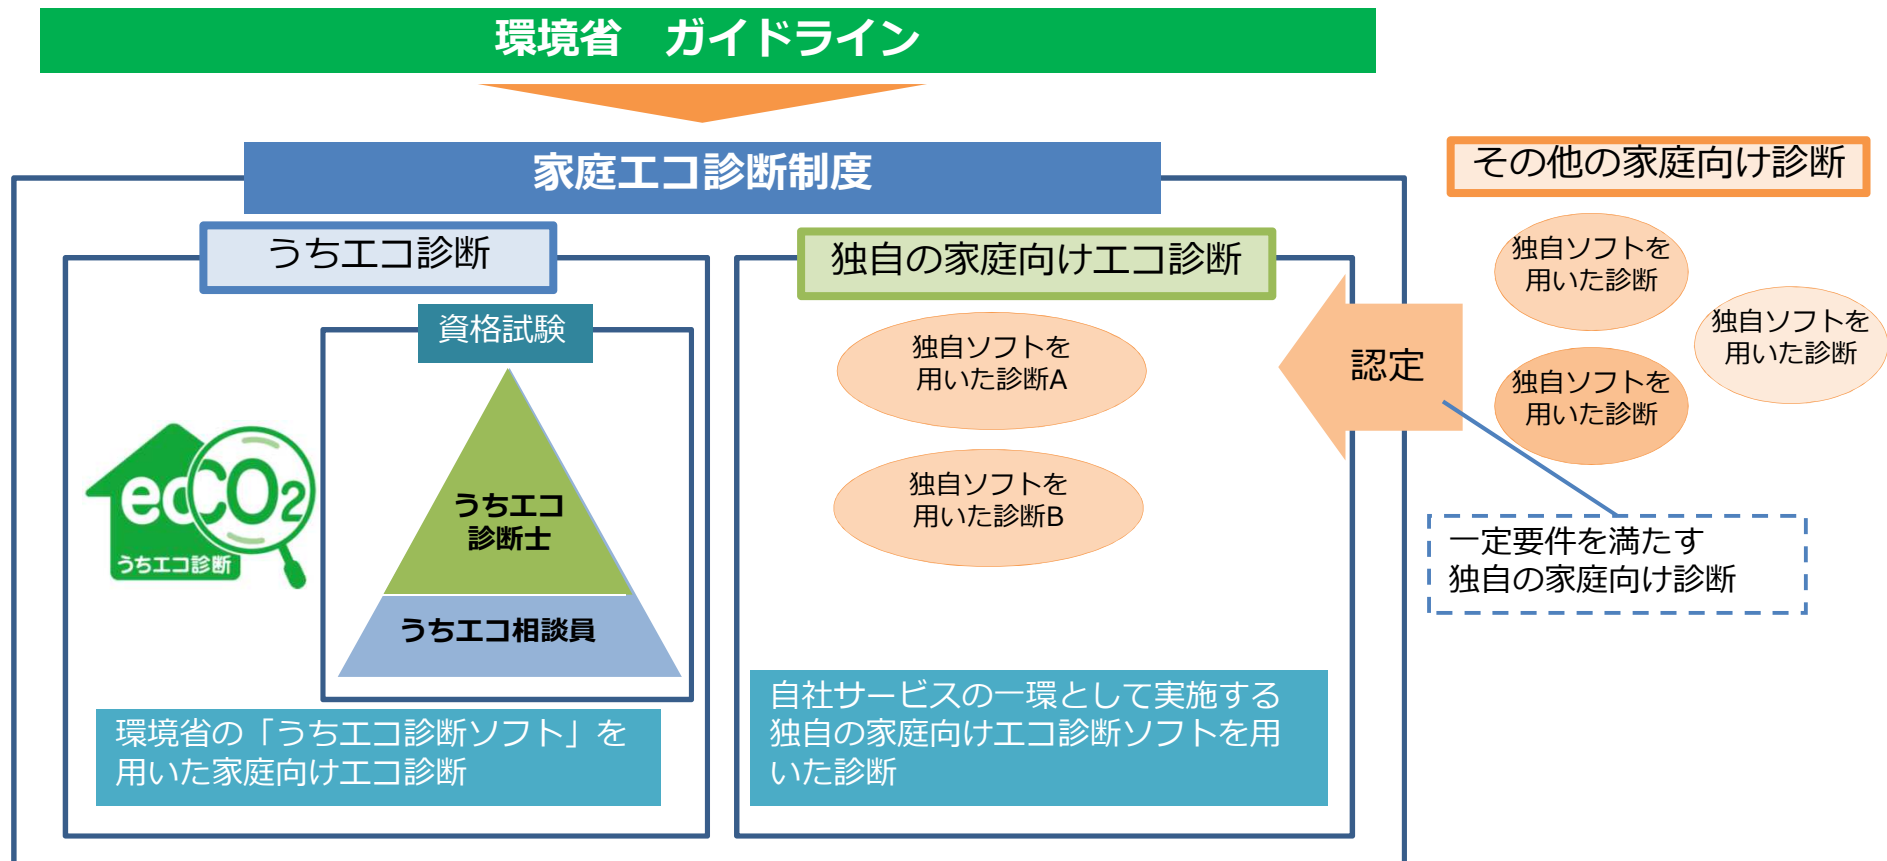 環境省　ガイドライン
家庭エコ診断制度
うちエコ診断
資格試験
うちエコ
診断士
うちエコ相談員
ecCO2
うちエコ診断
環境省の「うちエコ診断ソフト」を
用いた家庭向けエコ診断
独自の家庭向けエコ診断
独自ソフトを
用いた診断A
独自ソフトを
用いた診断B
自社サービスの一環として実施する
独自の家庭向けエコ診断ソフトを用
いた診断
認定
その他の家庭向け診断
独自ソフトを
用いた診断
独自ソフトを
用いた診断
独自ソフトを
用いた診断
一定要件を満たす
独自の家庭向け診断